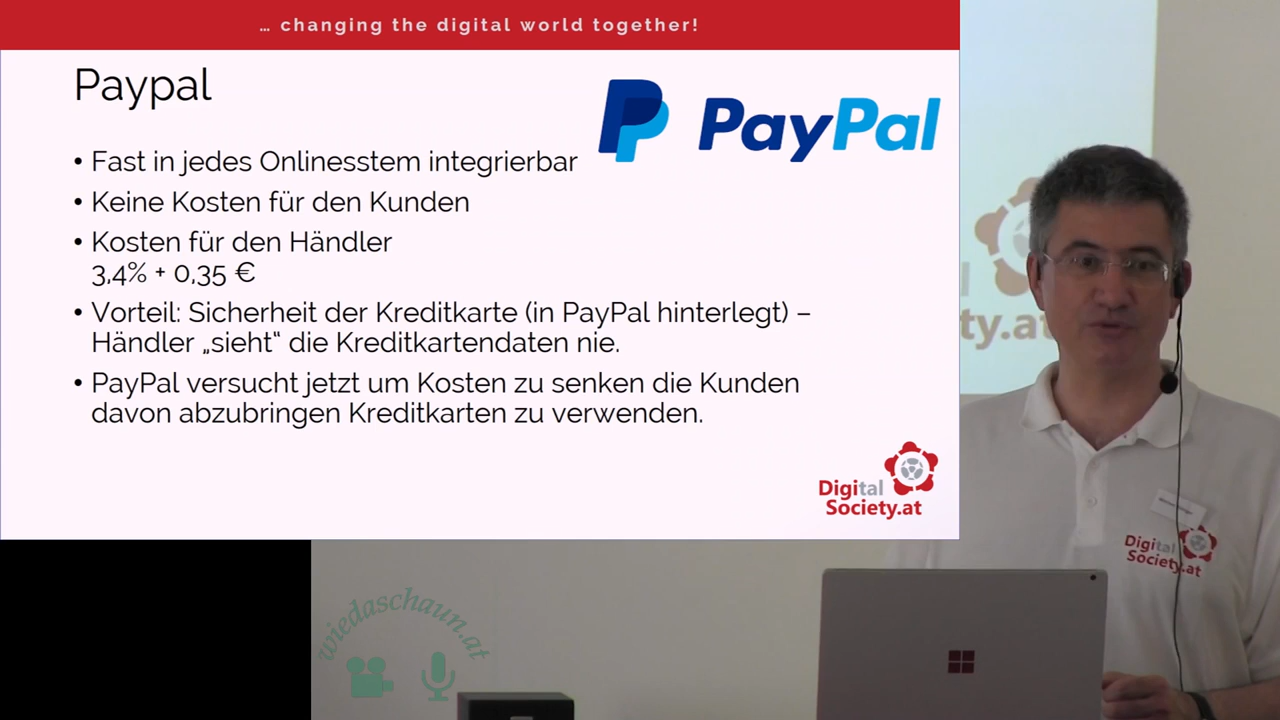 … changing the digital world together!
Paypal
PayPal
• Fast in jedes Onlinesstem integrierbar
• Keine Kosten für den Kunden
• Kosten für den Händler
3,4% + 0,35 €
• Vorteil: Sicherheit der Kreditkarte (in PayPal hinterlegt) –
Händler „sieht“ die Kreditkartendaten nie.
• PayPal versucht jetzt um Kosten zu senken die Kunden
davon abzubringen Kreditkarten zu verwenden.
Digital
Society.at
ty.at
Digital
Society.at
wiedaschaun.at